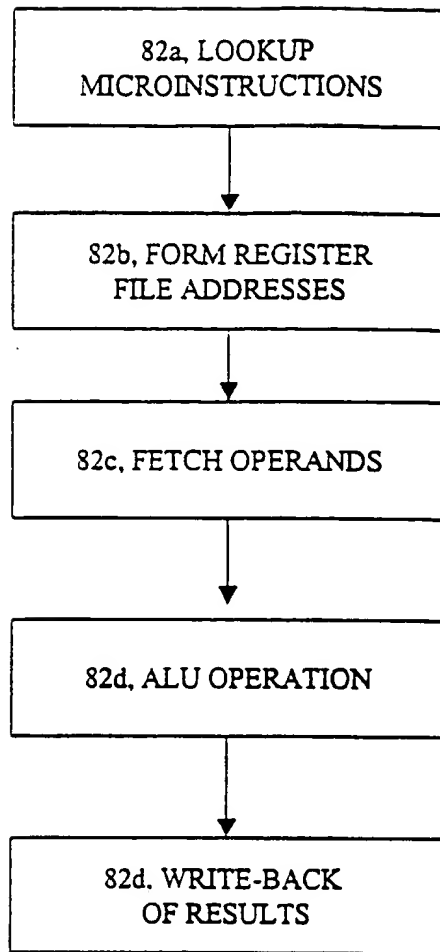 82a, LOOKUP
MICROINSTRUCTIONS
82b, FORM REGISTER
FILE ADDRESSES
82c, FETCH OPERANDS
82d, ALU OPERATION
82d. WRITE-BACK
OF RESULTS